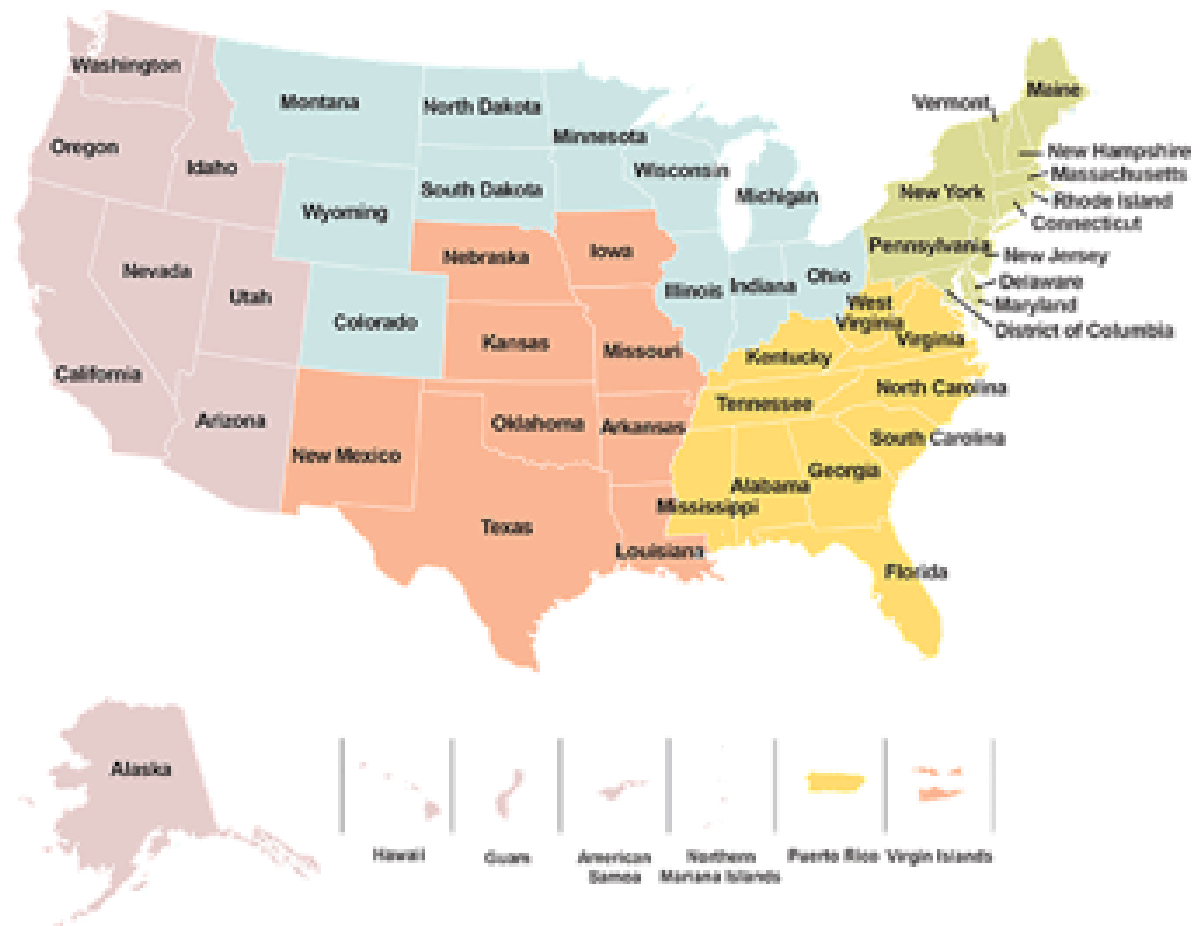 Washington
Montana
North Dakota
Minnesota
Maine
Vermont
Oregon
Idaho
Wisconsin
New Hampshire
Massachusetts
Wyoming
South Dakota
Michigan
New York
Rhode Island
Connecticut
Nevada
Utah
Nebraska
Iowa
Pennsylvania
New Jersey
Colorado
Illinois
Indiana
Ohio
Delaware
Maryland
District of Columbia
West
Virginia
Virginia
California
Kansas
Missouri
Kentucky
Arizona
New Mexico
Oklahoma
Arkansas
Tennessee
North Carolina
South Carolina
Texas
Louisiana
Mississippi
Alabama
Georgia
Florida
Alaska
Hawaii
Guam
American
Samoa
Northern
Mariana Islands
Puerto Rico
Virgin Islands